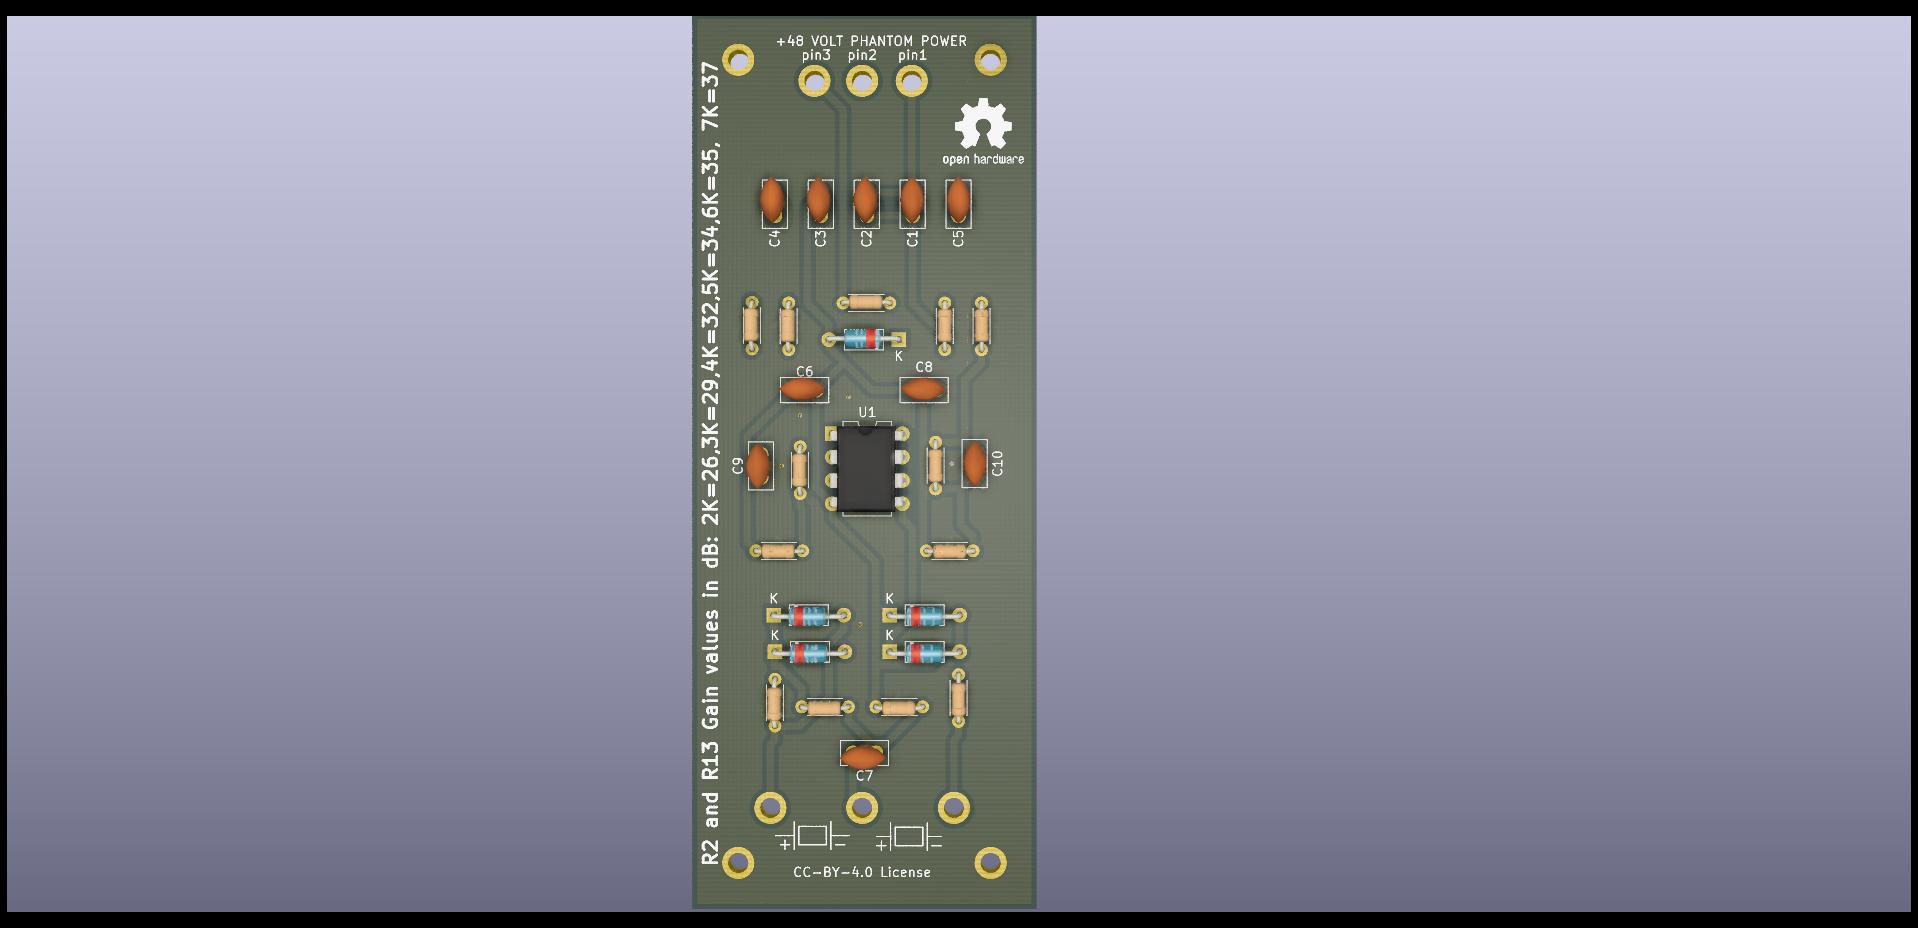 +48 VOLT PHANTOM POWER
pin3 pin2 pin1
open hardware
C4 C3 C2 C1 C5
K
C6 C8
U1
C9 C10
K K
K K
C7
+ - + -
CC-BY-4.0 License
R2 and R13 Gain values in dB: 2K=26,3K=29,4K=32,5K=34,6K=35, 7K=37